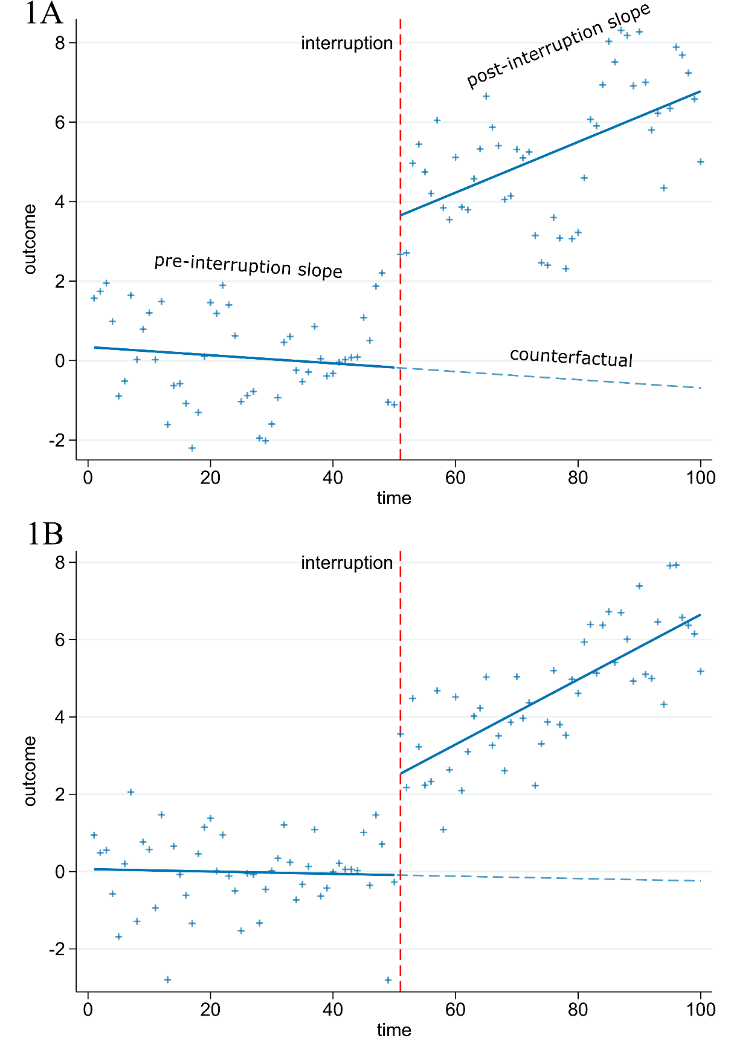 1A
8
interruption
post-interruption slope
6
4
outcome
pre-interruption slope
2
counterfactual
0
-2
0 20 40 60 80 100
time
1B
8
interruption
6
4
outcome
2
0
-2
0 20 40 60 80 100
time